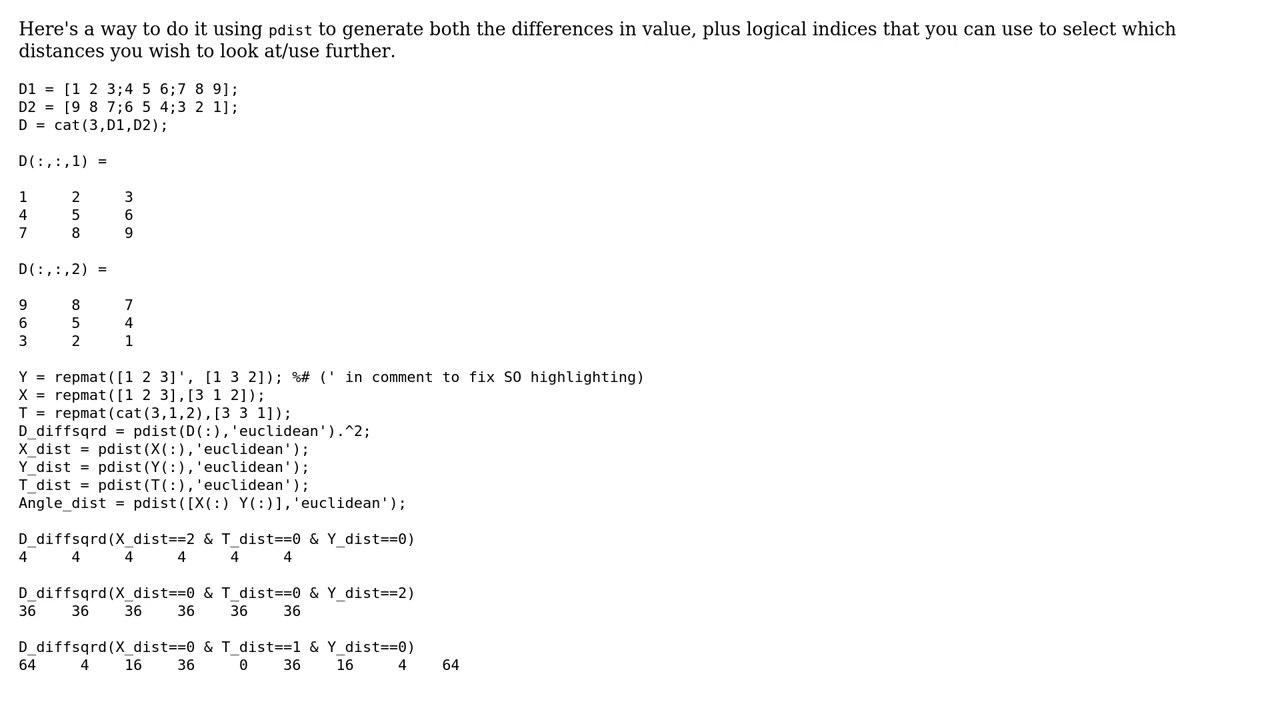 Here's a way to do it using pdist to generate both the differences in value, plus logical indices that you can use to select which
distances you wish to look at/use further.
D1 = [1 2 3;4 5 6;7 8 9];
D2 = [9 8 7;6 5 4;3 2 1];
D = cat(3,D1,D2);
D(:,:,1) =
1     2     3
4     5     6
7     8     9
D(:,:,2) =
9     8     7
6     5     4
3     2     1
Y = repmat([1 2 3]', [1 3 2]); %# (' in comment to fix SO highlighting)
X = repmat([1 2 3],[3 1 2]);
T = repmat(cat(3,1,2),[3 3 1]);
D_diffsqrd = pdist(D(:),'euclidean').^2;
X_dist = pdist(X(:),'euclidean');
Y_dist = pdist(Y(:),'euclidean');
T_dist = pdist(T(:),'euclidean');
Angle_dist = pdist([X(:) Y(:)],'euclidean');
D_diffsqrd(X_dist==2 & T_dist==0 & Y_dist==0)
4     4     4     4     4     4
D_diffsqrd(X_dist==0 & T_dist==0 & Y_dist==2)
36    36    36    36    36    36
D_diffsqrd(X_dist==0 & T_dist==1 & Y_dist==0)
64     4    16    36     0    36    16     4    64